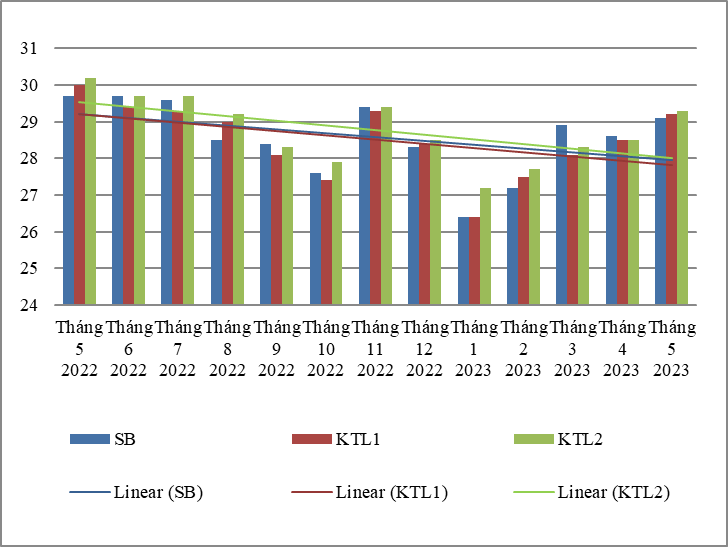 31
30
29
28
27
26
25
24
Tháng Tháng Tháng Tháng Tháng Tháng Tháng Tháng Tháng Tháng Tháng Tháng Tháng
5 6 7 8 9 10 11 12 1 2 3 4 5
2022 2022 2022 2022 2022 2022 2022 2022 2023 2023 2023 2023 2023
SB KTL1 KTL2
Linear (SB) Linear (KTL1) Linear (KTL2)